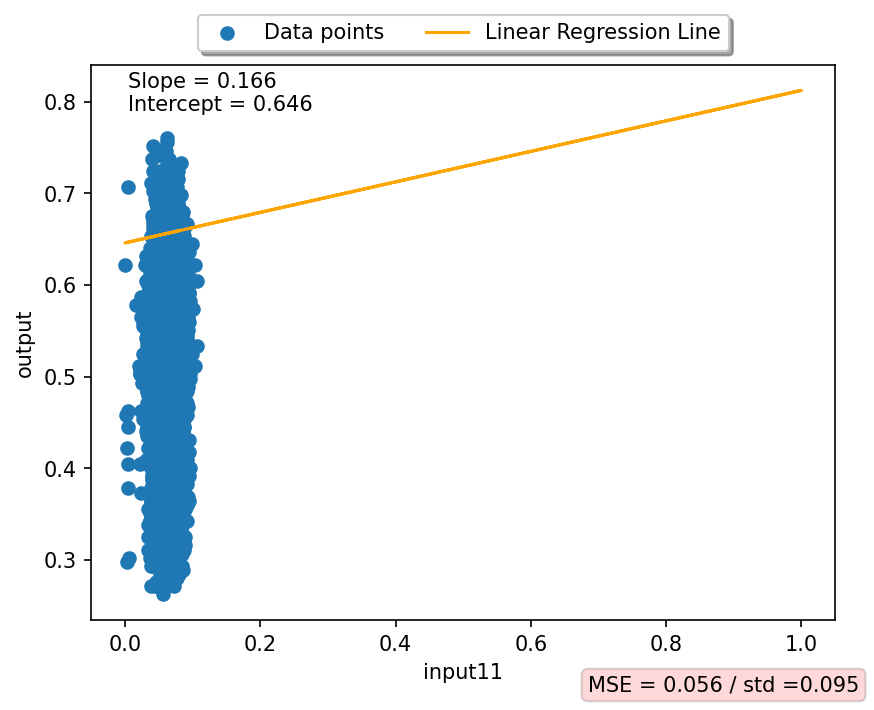 Data points
Linear Regression Line
Slope = 0.166
Intercept = 0.646
0.8
0.7
0.6
0.5
0.4
0.3
output
0.0
0.2
0.4
0.6
0.8
1.0
input11
MSE = 0.056 / std =0.095